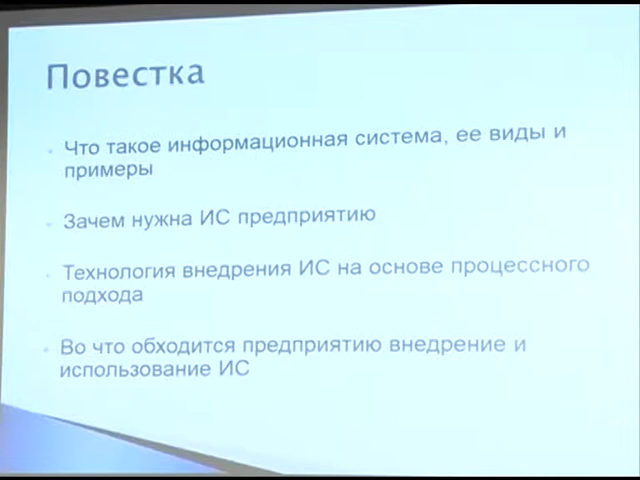 Повестка
Что такое информационная система, ее виды и
примеры
Зачем нужна ИС предприятию
Технология внедрения ИС на основе процессного
подхода
Во что обходится предприятию внедрение и
использование ИС